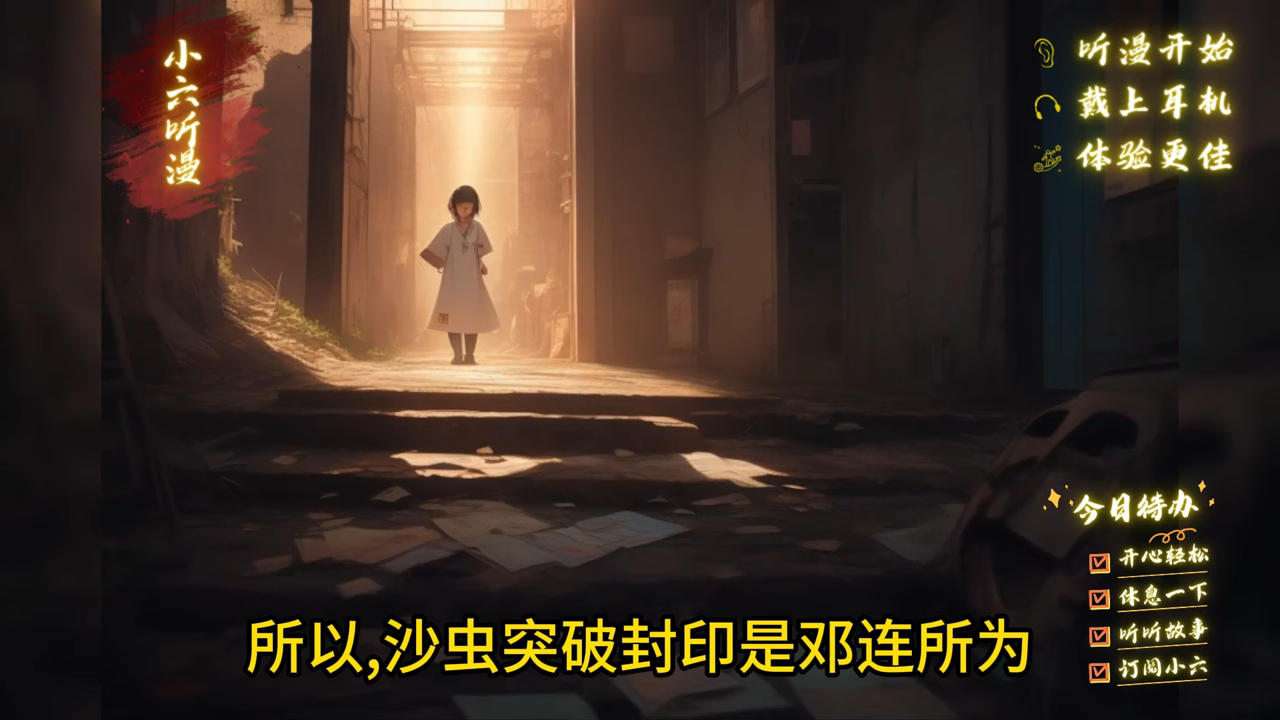 小六听漫
听漫开始
戴上耳机
体验更佳
今日待办
开心轻松
休息一下
听听故事
订阅小六
所以,沙虫突破封印是邓连所为